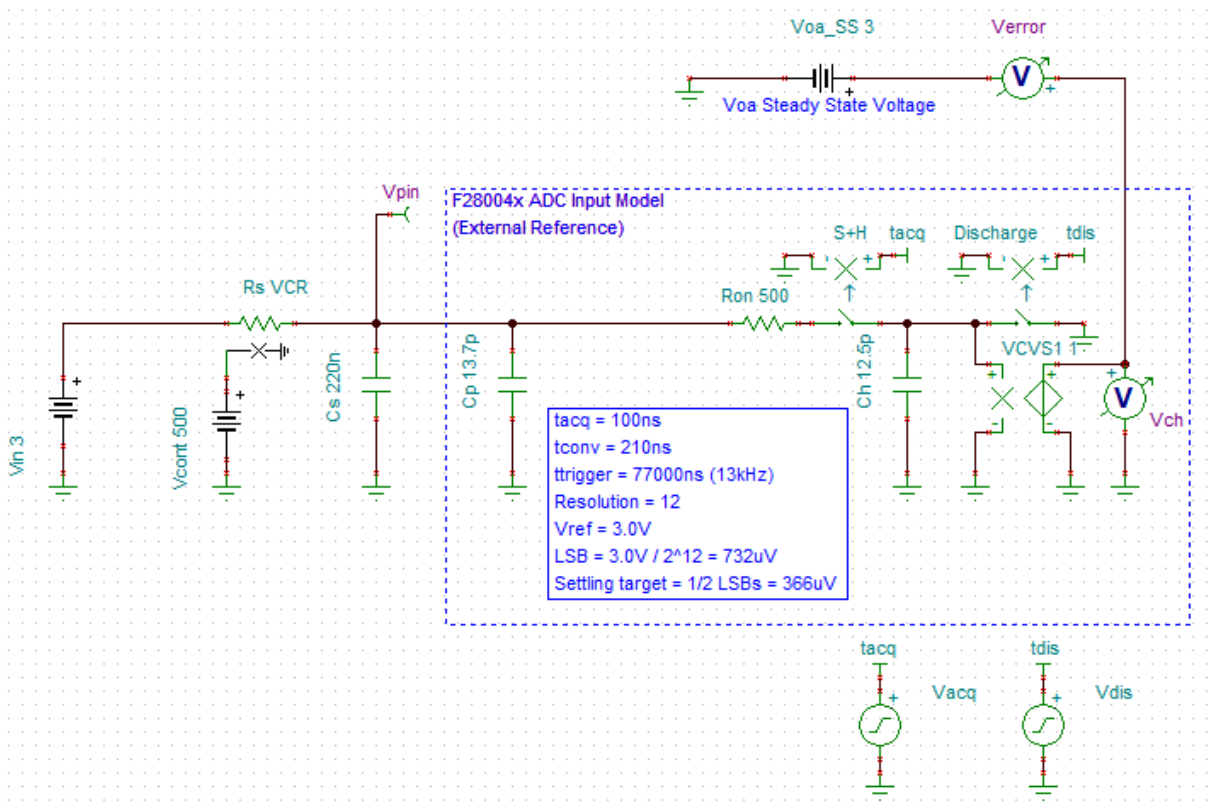 Voa_SS 3
Verror
V
+
+
Voa Steady State Voltage
Vpin
F28004x ADC Input Model
(External Reference)
S+H
tacq
Discharge
tdis
+
+
Rs VCR
Ron 500
VCVS1 1
Vin 3
+
Vcont 500
+
Cs 220n
Cp 13.7p
Ch 12.5p
+
-
+
-
+
V
Vch
tacq = 100ns
tconv = 210ns
ttrigger = 77000ns (13kHz)
Resolution = 12
Vref = 3.0V
LSB = 3.0V / 2^12 = 732uV
Settling target = 1/2 LSBs = 366uV
tacq
tdis
+
Vacq
+
Vdis